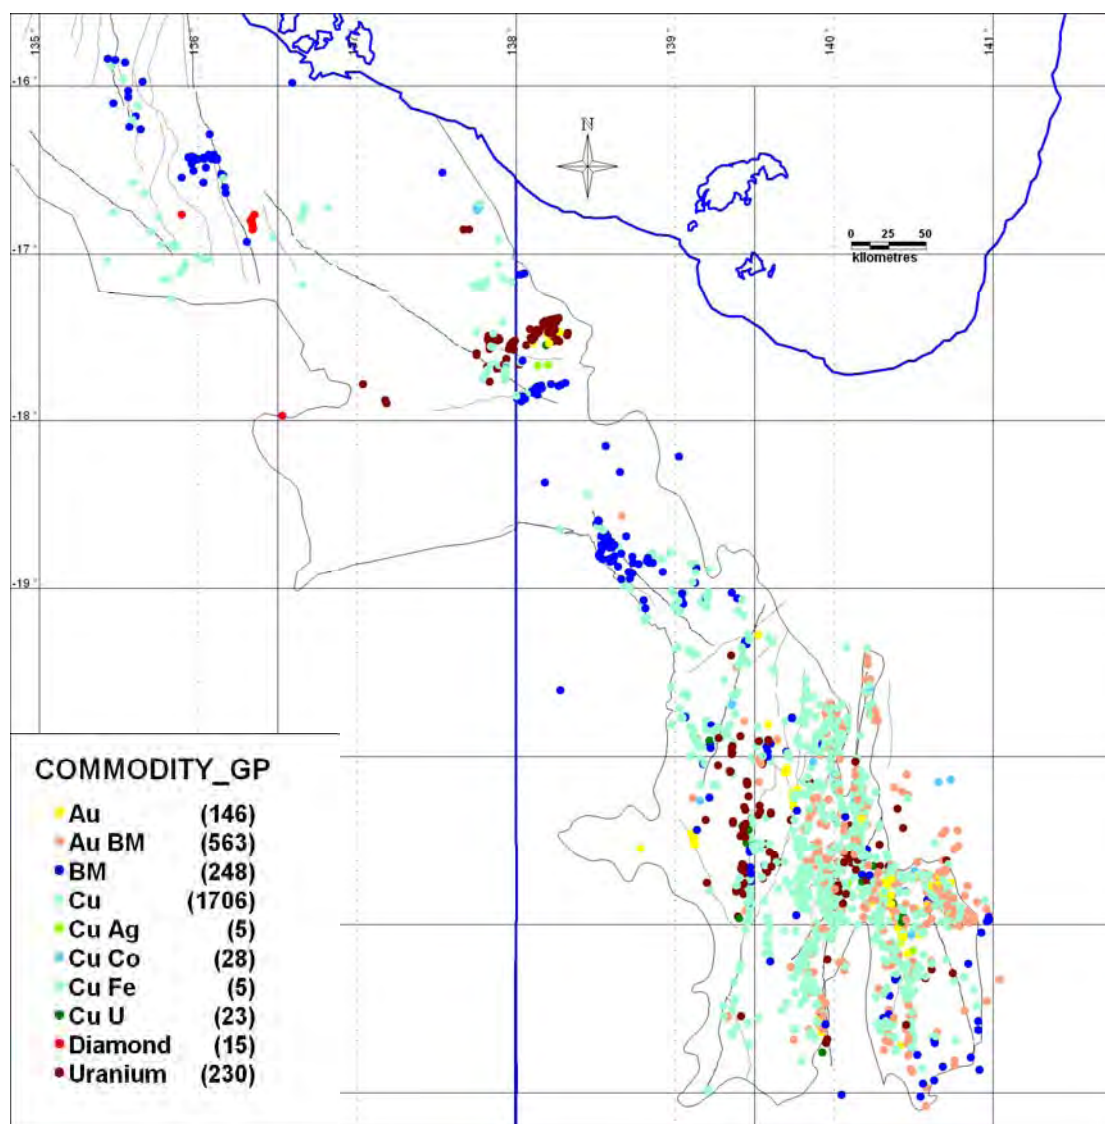 135 ° 136 ° 137 ° 138 ° 139 ° 140 ° 141 °
-16 °
N
0 25 50
kilometres
-17 °
-18 °
-19 °
COMMODITY_GP
Au (146)
Au BM (563)
BM (248)
Cu (1706)
Cu Ag (5)
Cu Co (28)
Cu Fe (5)
Cu U (23)
Diamond (15)
Uranium (230)